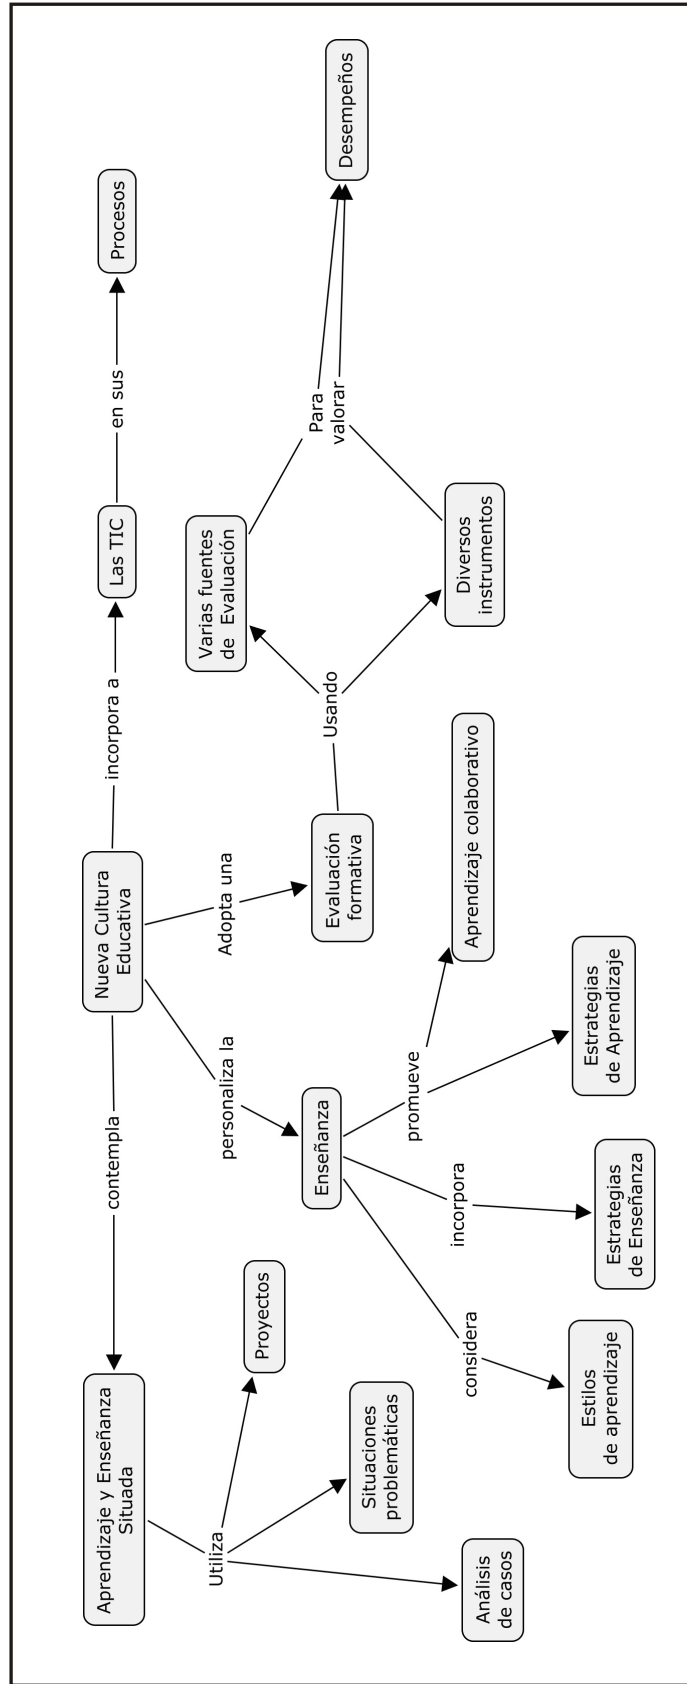 Nueva Cultura
Educativa
contempla
personaliza la
Adopta una
incorpora a
Las TIC
en sus
Procesos
Aprendizaje y Enseñanza
Situada
Utiliza
Análisis
de casos
Situaciones
problemáticas
Proyectos
Enseñanza
considera
Estilos
de aprendizaje
incorpora
Estrategias
de Enseñanza
promueve
Estrategias
de Aprendizaje
Aprendizaje colaborativo
Evaluación
formativa
Usando
Varias fuentes
de Evaluación
Diversos
instrumentos
Para
valorar
Desempeños